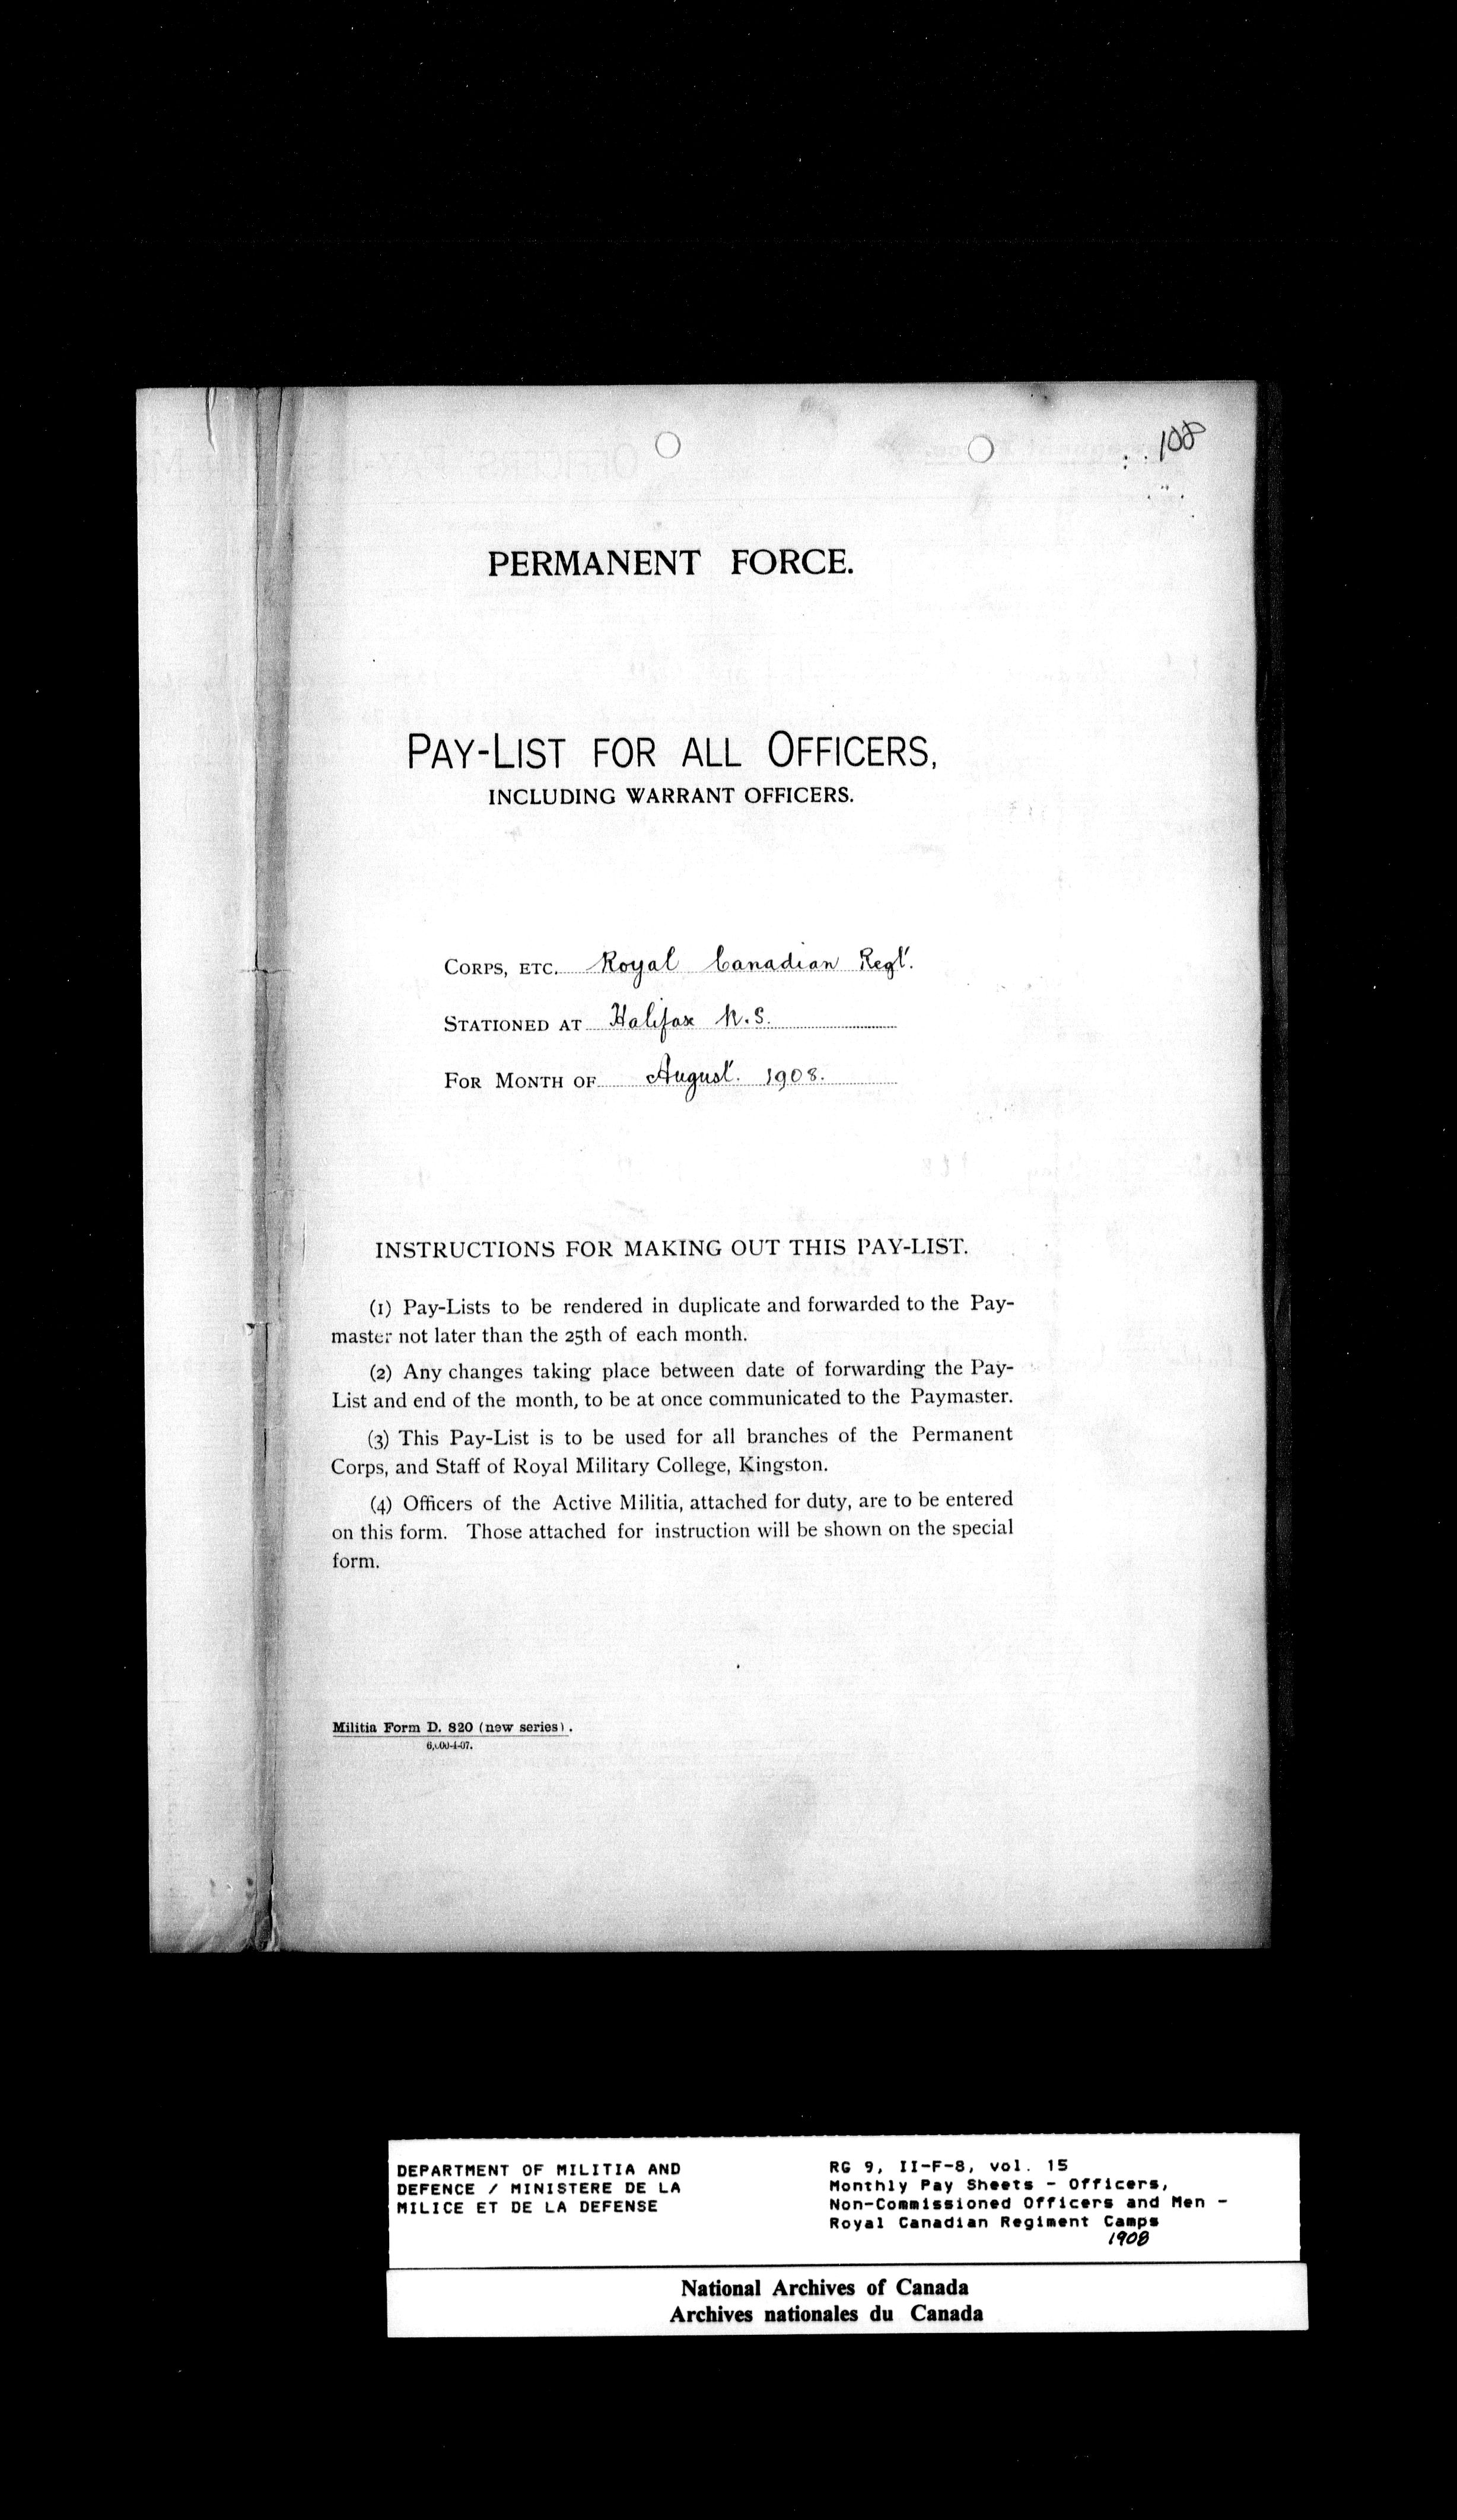 108
PERMANENT FORCE.
PAY-LIST FOR ALL OFFICERS,
INCLUDING WARRANT OFFICERS.
CORPS, ETC. Royal Canadian Regt.
STATIONED AT Halifax N.S.
FOR MONTH OF August. 1908.
INSTRUCTIONS FOR MAKING OUT THIS PAY-LIST.
(1) Pay-Lists to be rendered in duplicate and forwarded to the Pay-
master not later than the 25th of each month.
(2) Any changes taking place between date of forwarding the Pay-
List and end of the month, to be at once communicated to the Paymaster.
(3) This Pay-List is to be used for all branches of the Permanent
Corps, and Staff of Royal Military College, Kingston.
(4) Officers of the Active Militia, attached for duty, are to be entered
on this form. Those attached for instruction will be shown on the special
form.
Militia Form D. 820 (new series).
DEPARTMENT OF MILITIA AND
DEFENCE / MINISTERE DE LA
MILICE ET DE LA DEFENSE
RG 9, II-F-8, vol. 15
Monthly Pay Sheets - Officers,
Non-Commissioned Officers and Men -
Royal Canadian Regiment Camps
1908
National Archives of Canada
Archives nationales du Canada